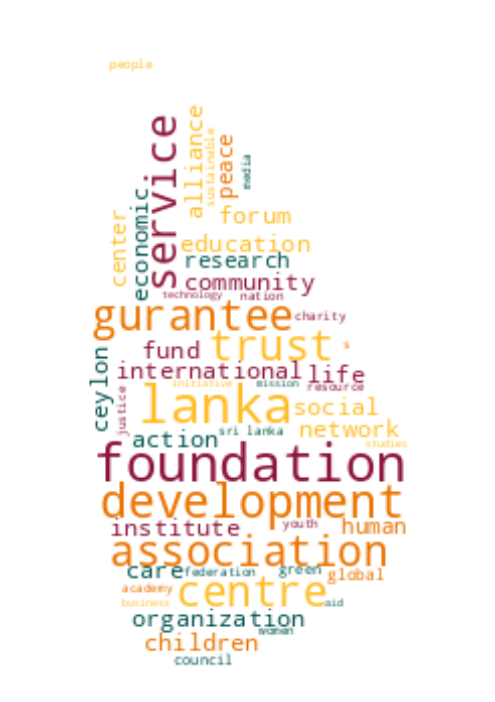 people
service
alliance
sustainable
peace
media
economic
center
forum
education
research
community
technology nation
gurantee charity
trust s
fund
international life
ceylon
justice
initiative mission resource
lanka social
network
sri lanka
action studies
foundation
development
institute youth human
association
care federation green global
academy
centre
business aid
organization
women
children
council